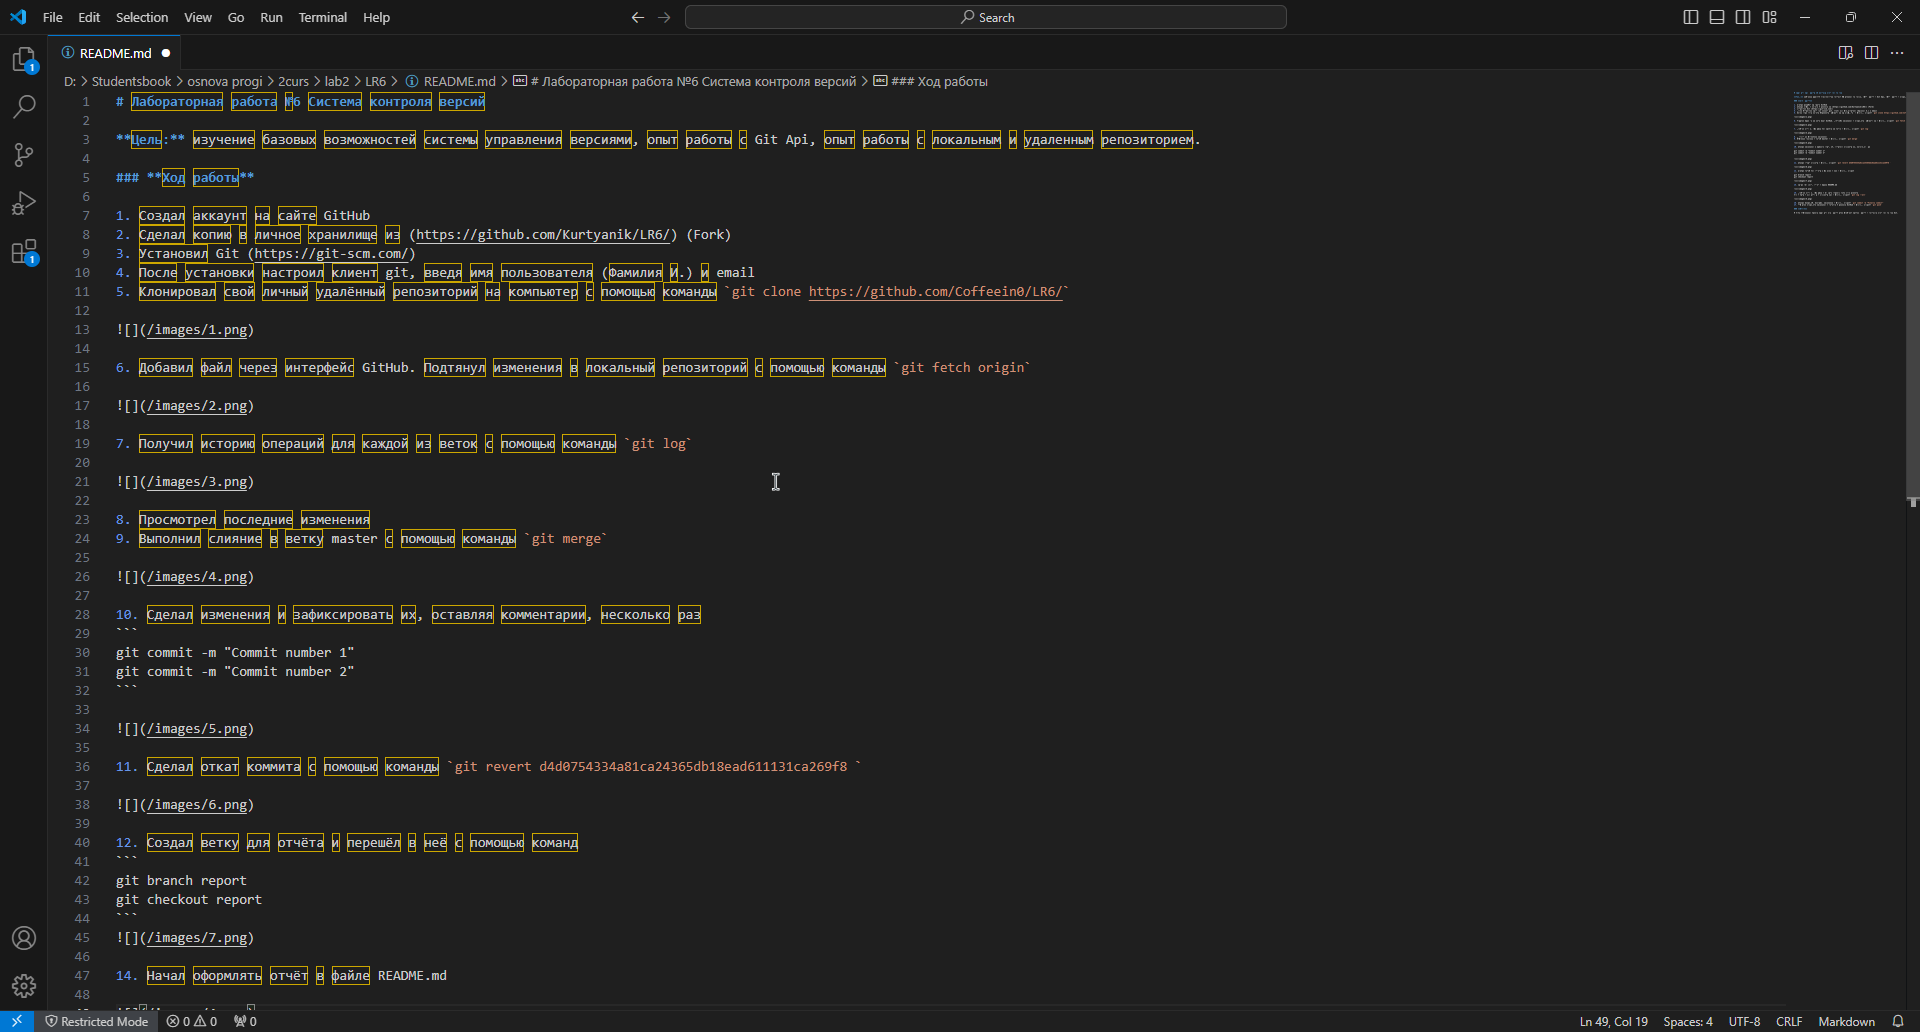 File Edit Selection View Go Run Terminal Help
Search
README.md
D: > Studentsbook > osnova progi > 2curs > lab2 > LR6 > README.md > # Лабораторная работа №6 Система контроля версий > ### Ход работы
1 # Лабораторная работа №6 Система контроля версий
2
3 **Цель:** изучение базовых возможностей системы управления версиями, опыт работы с Git Api, опыт работы с локальным и удаленным репозиторием.
4
5 ### **Ход работы**
6
7 1. Создал аккаунт на сайте GitHub
8 2. Сделал копию в личное хранилище из (https://github.com/Kurtyanik/LR6/) (Fork)
9 3. Установил Git (https://git-scm.com/)
10 4. После установки настроил клиент git, введя имя пользователя (Фамилия И.) и email
11 5. Клонировал свой личный удалённый репозиторий на компьютер с помощью команды `git clone https://github.com/Coffeein0/LR6/`
12
13 ![](/images/1.png)
14
15 6. Добавил файл через интерфейс GitHub. Подтянул изменения в локальный репозиторий с помощью команды `git fetch origin`
16
17 ![](/images/2.png)
18
19 7. Получил историю операций для каждой из веток с помощью команды `git log`
20
21 ![](/images/3.png)
22
23 8. Просмотрел последние изменения
24 9. Выполнил слияние в ветку master с помощью команды `git merge`
25
26 ![](/images/4.png)
27
28 10. Сделал изменения и зафиксировать их, оставляя комментарии, несколько раз
29 ```
30 git commit -m "Commit number 1"
31 git commit -m "Commit number 2"
32 ```
33
34 ![](/images/5.png)
35
36 11. Сделал откат коммита с помощью команды `git revert d4d0754334a81ca24365db18ead611131ca269f8 `
37
38 ![](/images/6.png)
39
40 12. Создал ветку для отчёта и перешёл в неё с помощью команд
41 ```
42 git branch report
43 git checkout report
44 ```
45 ![](/images/7.png)
46
47 14. Начал оформлять отчёт в файле README.md
48
Restricted Mode 0 0 0 Ln 49, Col 19 Spaces: 4 UTF-8 CRLF Markdown